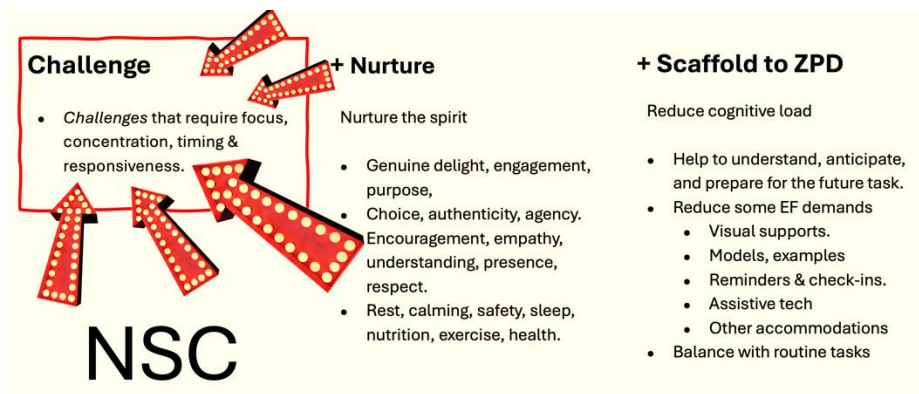 Challenge
• Challenges that require focus,
concentration, timing &
responsiveness.
NSC
+ Nurture
Nurture the spirit
• Genuine delight, engagement,
purpose,
• Choice, authenticity, agency.
• Encouragement, empathy,
understanding, presence,
respect.
• Rest, calming, safety, sleep,
nutrition, exercise, health.
+ Scaffold to ZPD
Reduce cognitive load
• Help to understand, anticipate,
and prepare for the future task.
• Reduce some EF demands
• Visual supports.
• Models, examples
• Reminders & check-ins.
• Assistive tech
• Other accommodations
• Balance with routine tasks